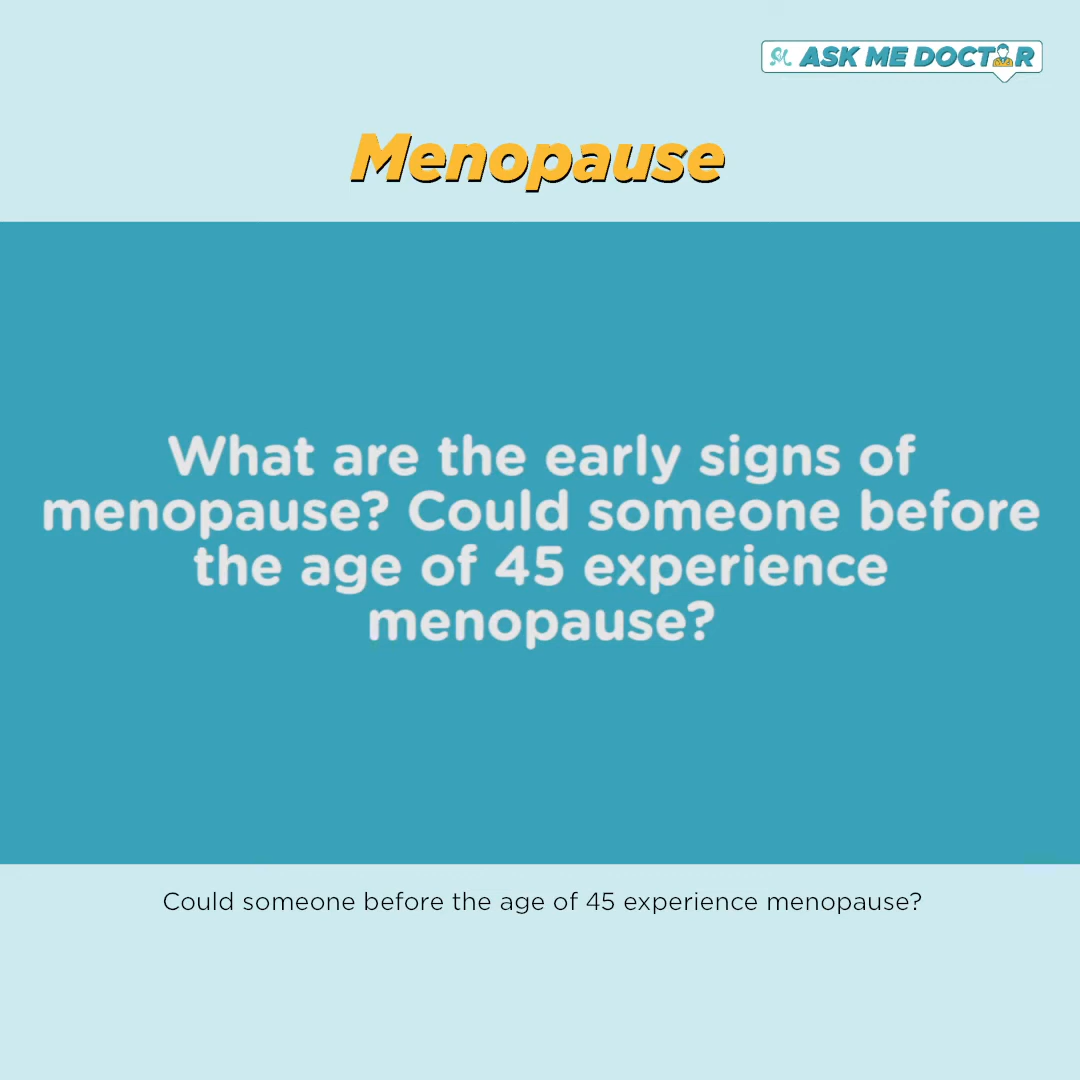 ASK ME DOCTOR
Menopause
What are the early signs of
menopause? Could someone before
the age of 45 experience
menopause?
Could someone before the age of 45 experience menopause?